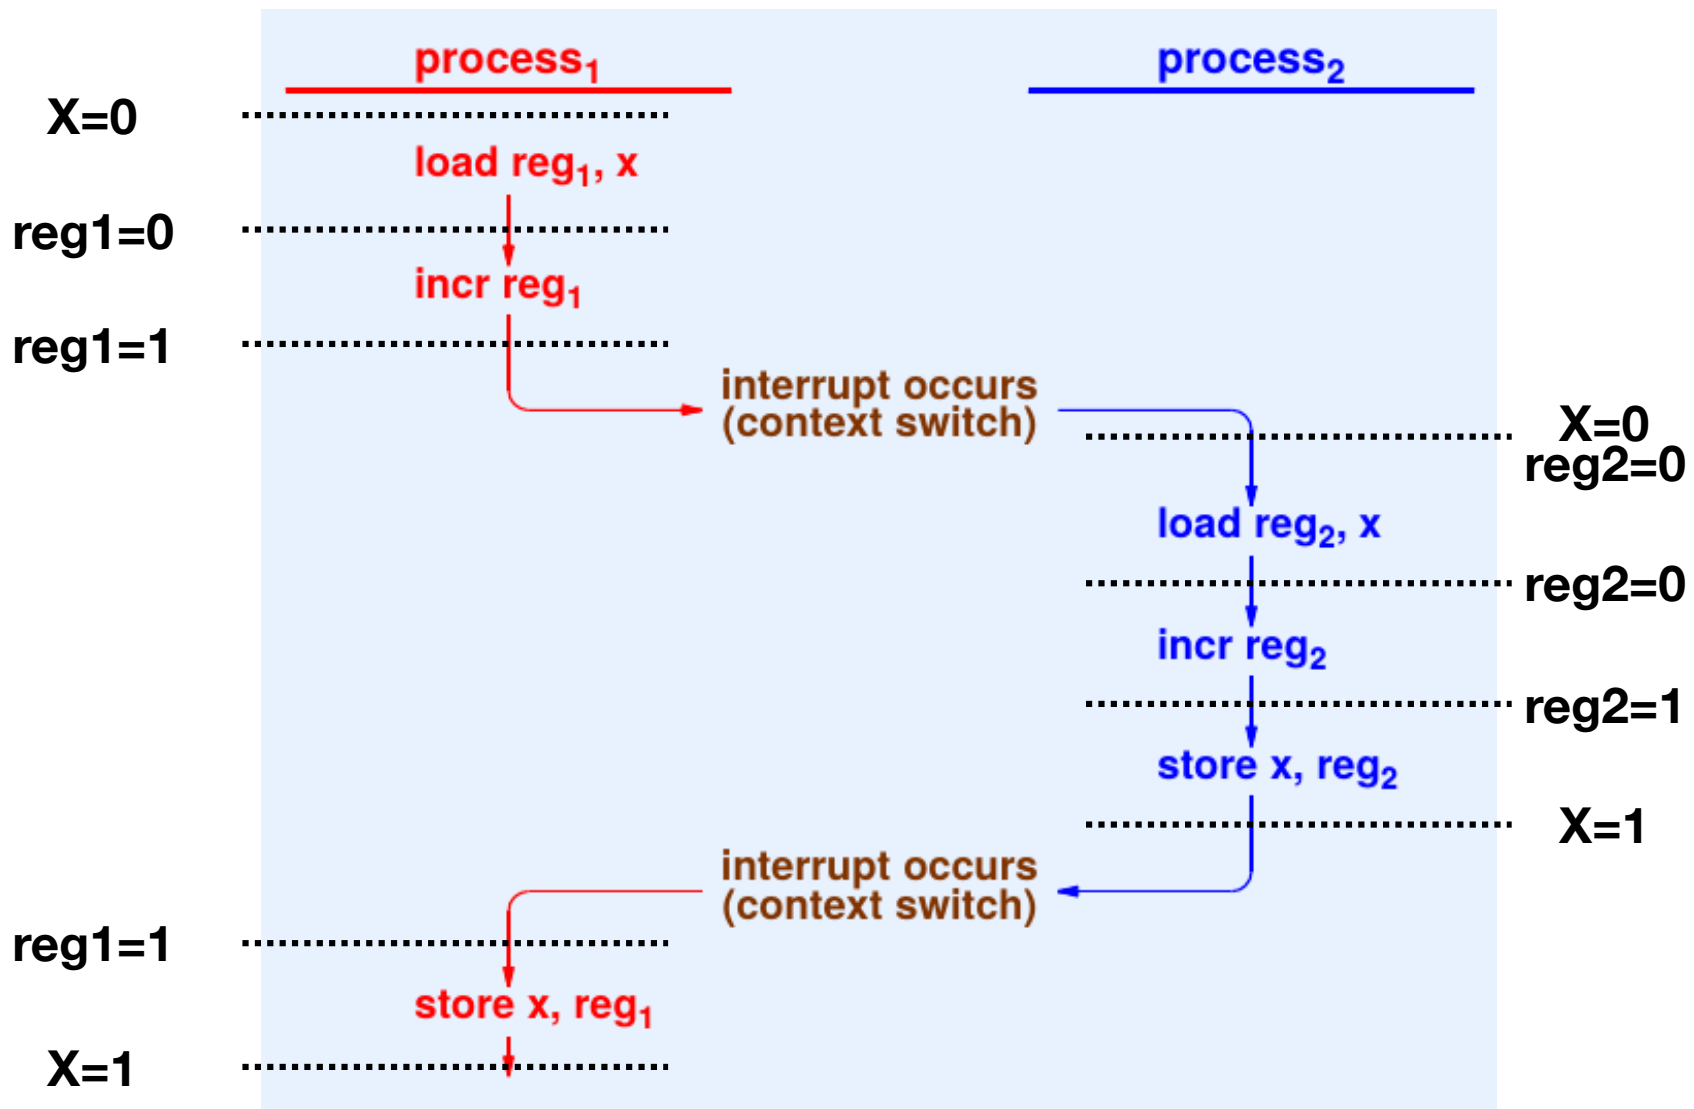 process₁
process₂
X=0
load reg₁, x
reg1=0
incr reg₁
reg1=1
interrupt occurs
(context switch)
X=0
reg2=0
load reg₂, x
reg2=0
incr reg₂
reg2=1
store x, reg₂
X=1
interrupt occurs
(context switch)
reg1=1
store x, reg₁
X=1